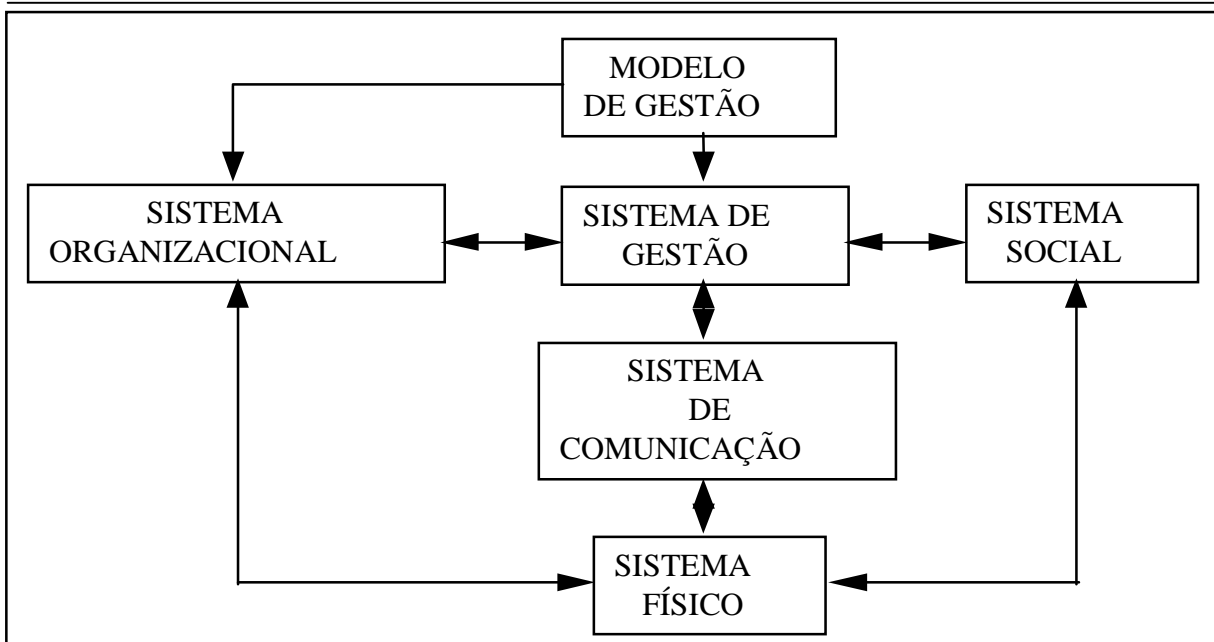 MODELO
DE GESTÃO
SISTEMA
ORGANIZACIONAL
SISTEMA DE
GESTÃO
SISTEMA
SOCIAL
SISTEMA
DE
COMUNICAÇÃO
SISTEMA
FÍSICO